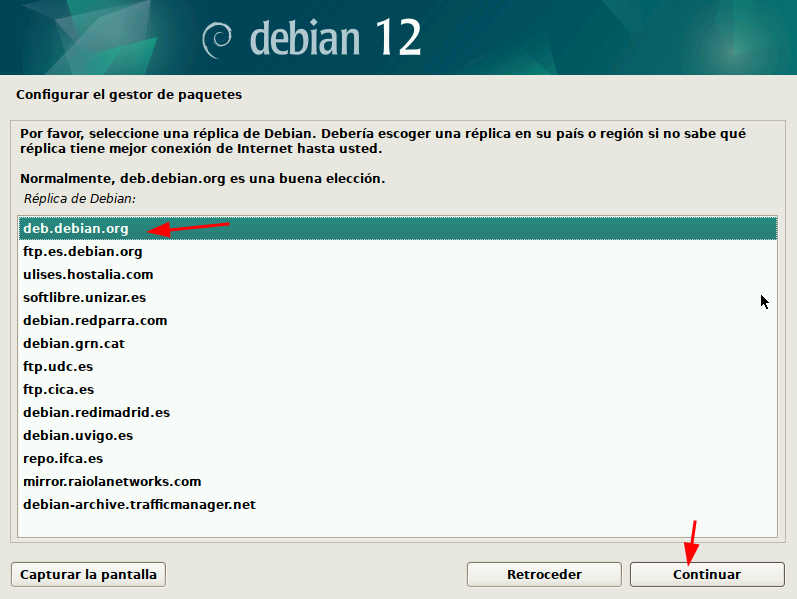 debian 12
Configurar el gestor de paquetes
Por favor, seleccione una réplica de Debian. Debería escoger una réplica en su país o región si no sabe qué
réplica tiene mejor conexión de Internet hasta usted.
Normalmente, deb.debian.org es una buena elección.
Réplica de Debian:
deb.debian.org
ftp.es.debian.org
ulises.hostalia.com
softlibre.unizar.es
debian.redparra.com
debian.grn.cat
ftp.udc.es
ftp.cica.es
debian.redimadrid.es
debian.uvigo.es
repo.ifca.es
mirror.raiolanetworks.com
debian-archive.trafficmanager.net
Capturar la pantalla
Retroceder
Continuar